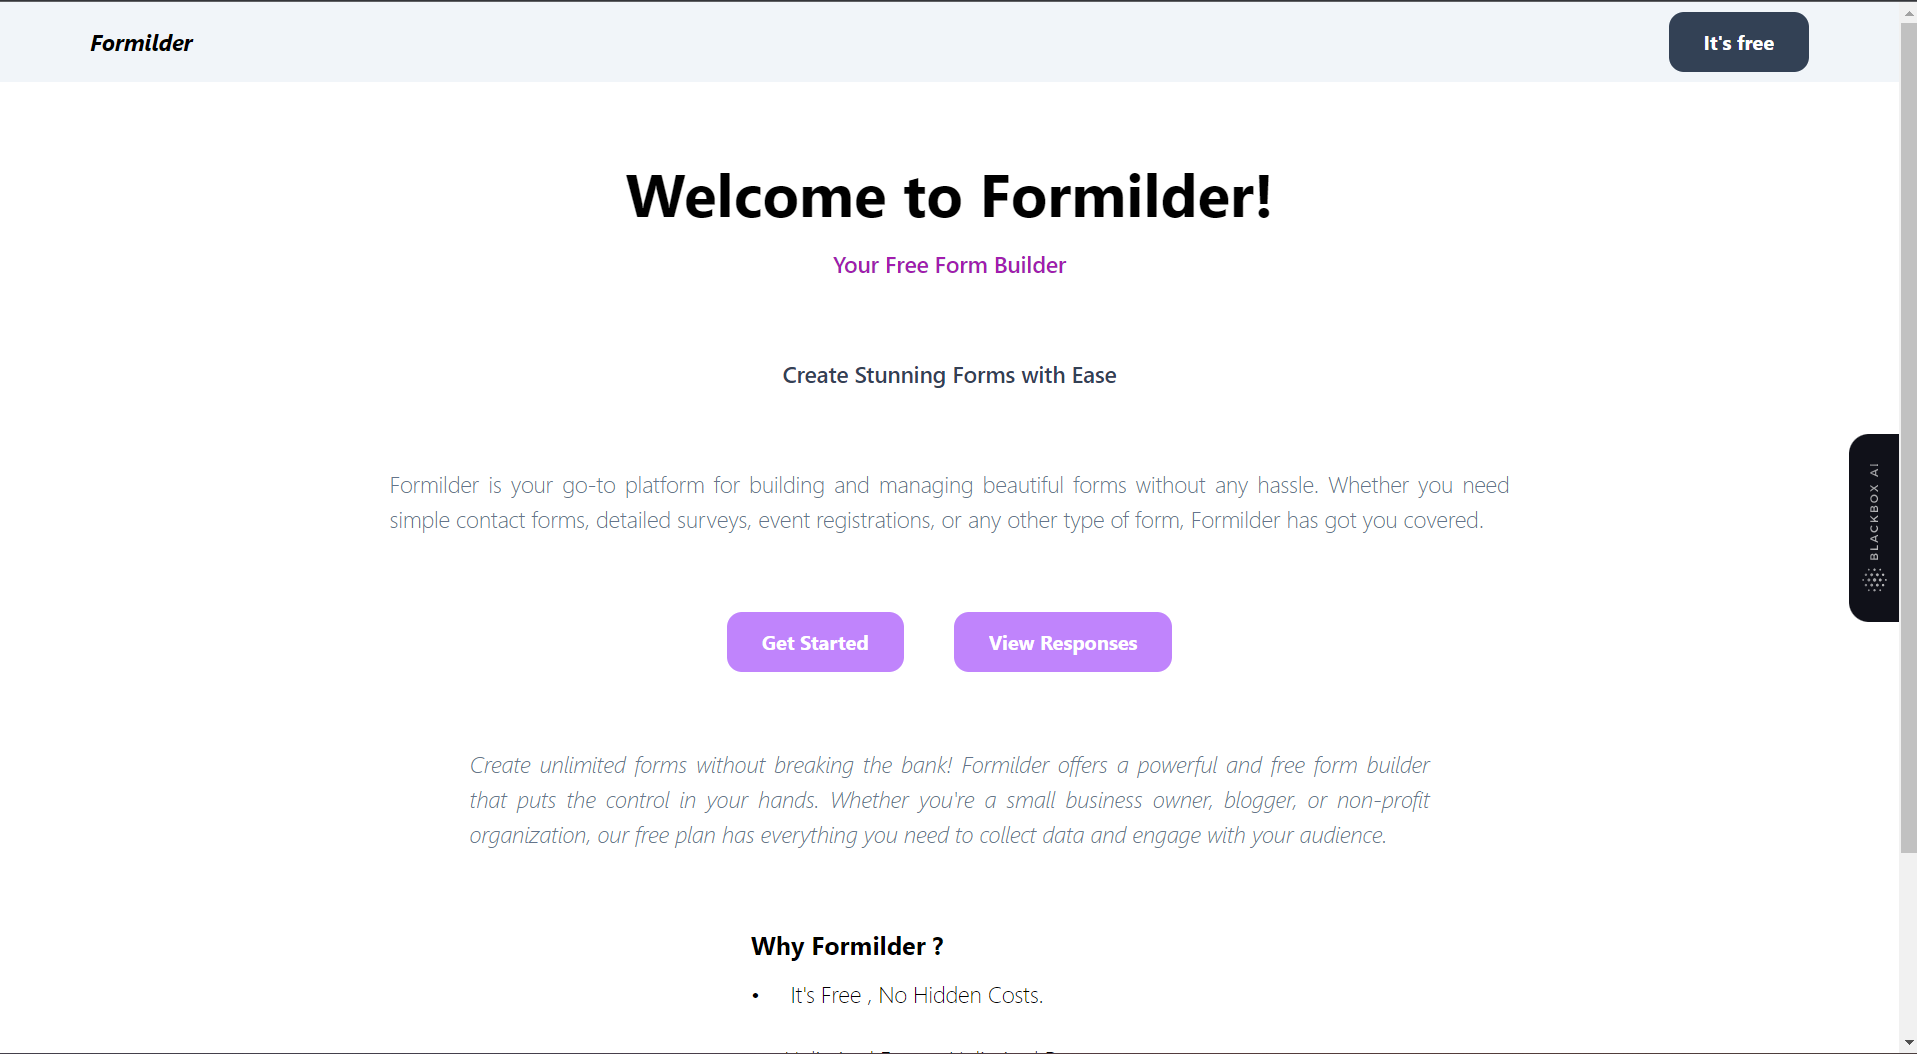 Formilder
It's free
Welcome to Formilder!
Your Free Form Builder
Create Stunning Forms with Ease
Formilder is your go-to platform for building and managing beautiful forms without any hassle. Whether you need
simple contact forms, detailed surveys, event registrations, or any other type of form, Formilder has got you covered.
BLACKBOX AI
Get Started
View Responses
Create unlimited forms without breaking the bank! Formilder offers a powerful and free form builder
that puts the control in your hands. Whether you're a small business owner, blogger, or non-profit
organization, our free plan has everything you need to collect data and engage with your audience.
Why Formilder ?
• It's Free , No Hidden Costs.